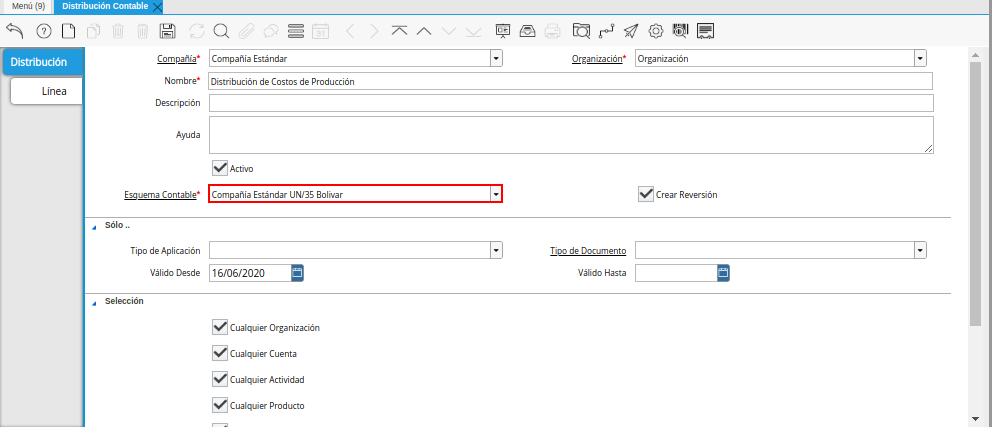 Menú (9) Distribución Contable
Distribución
Línea
Compañía* Compañía Estándar Organización* Organización
Nombre* Distribución de Costos de Producción
Descripción
Ayuda
Activo
Esquema Contable* Compañía Estándar UN/35 Bolivar Crear Reversión
Sólo ..
Tipo de Aplicación Tipo de Documento
Válido Desde 16/06/2020 Válido Hasta
Selección
Cualquier Organización
Cualquier Cuenta
Cualquier Actividad
Cualquier Producto